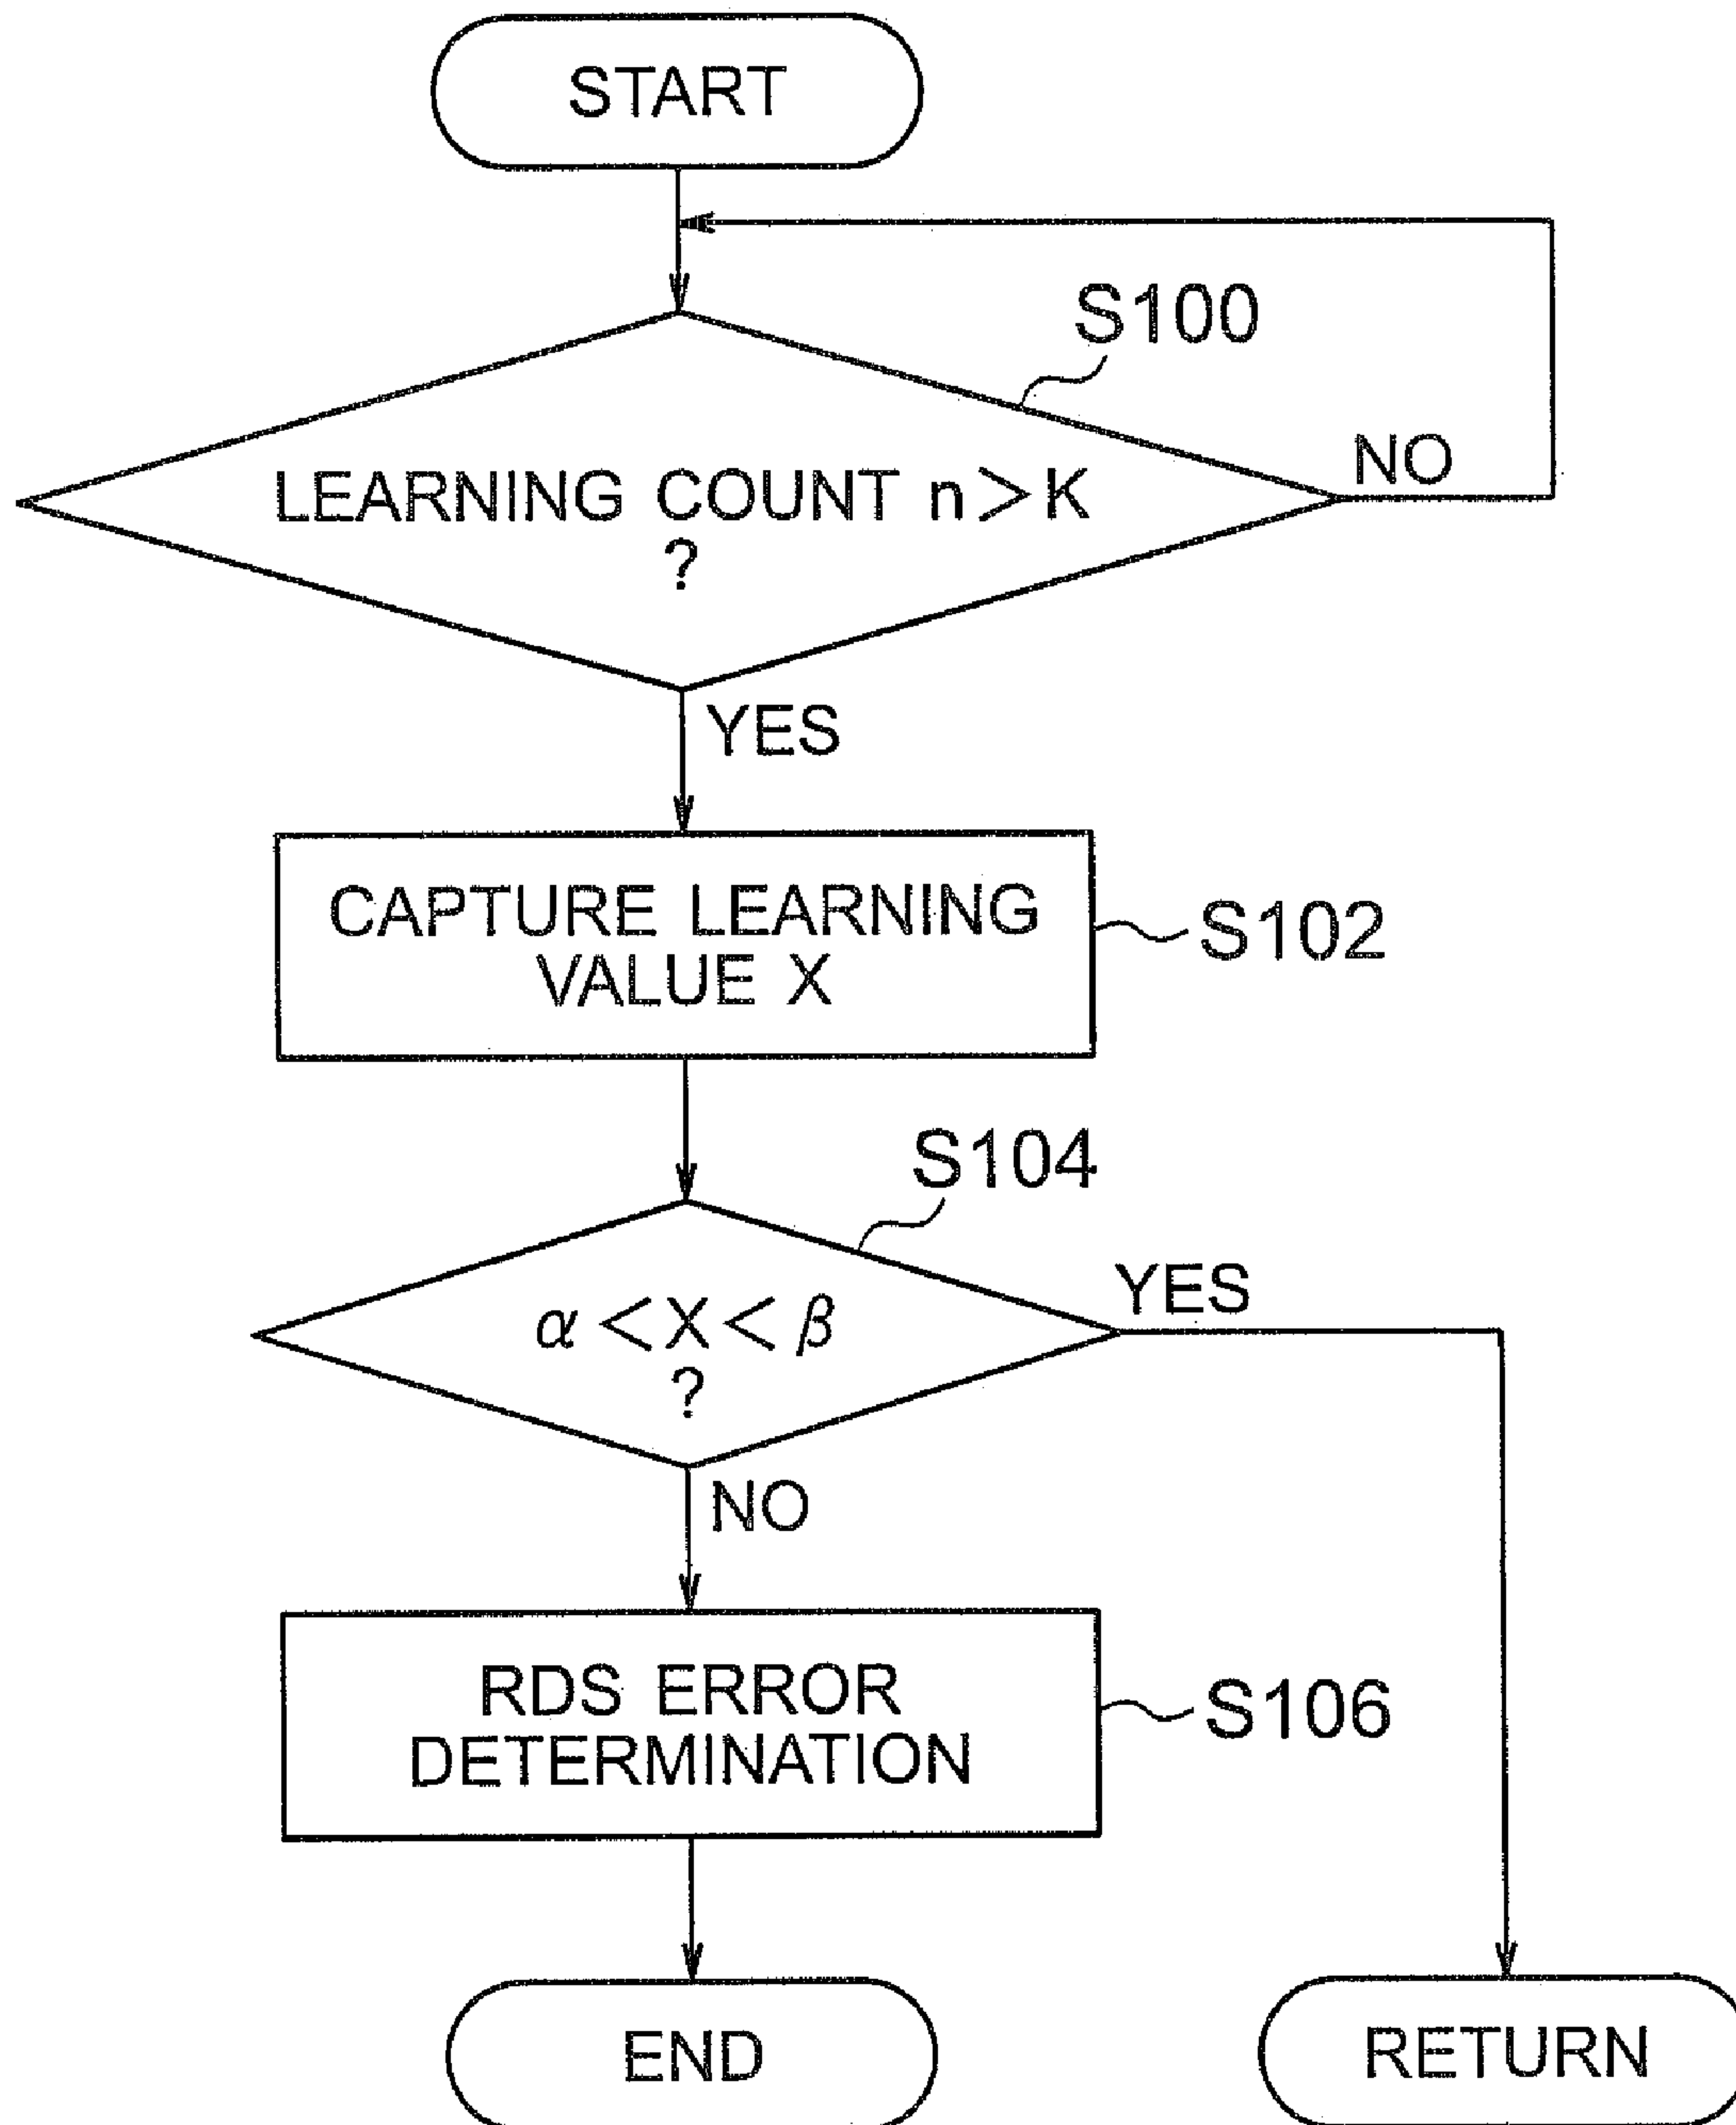 START
S100
NO
LEARNING COUNT n>K
?
YES
CAPTURE LEARNING
VALUE X
S102
S104
YES
α<X<β
?
NO
RDS ERROR
DETERMINATION
S106
END
RETURN